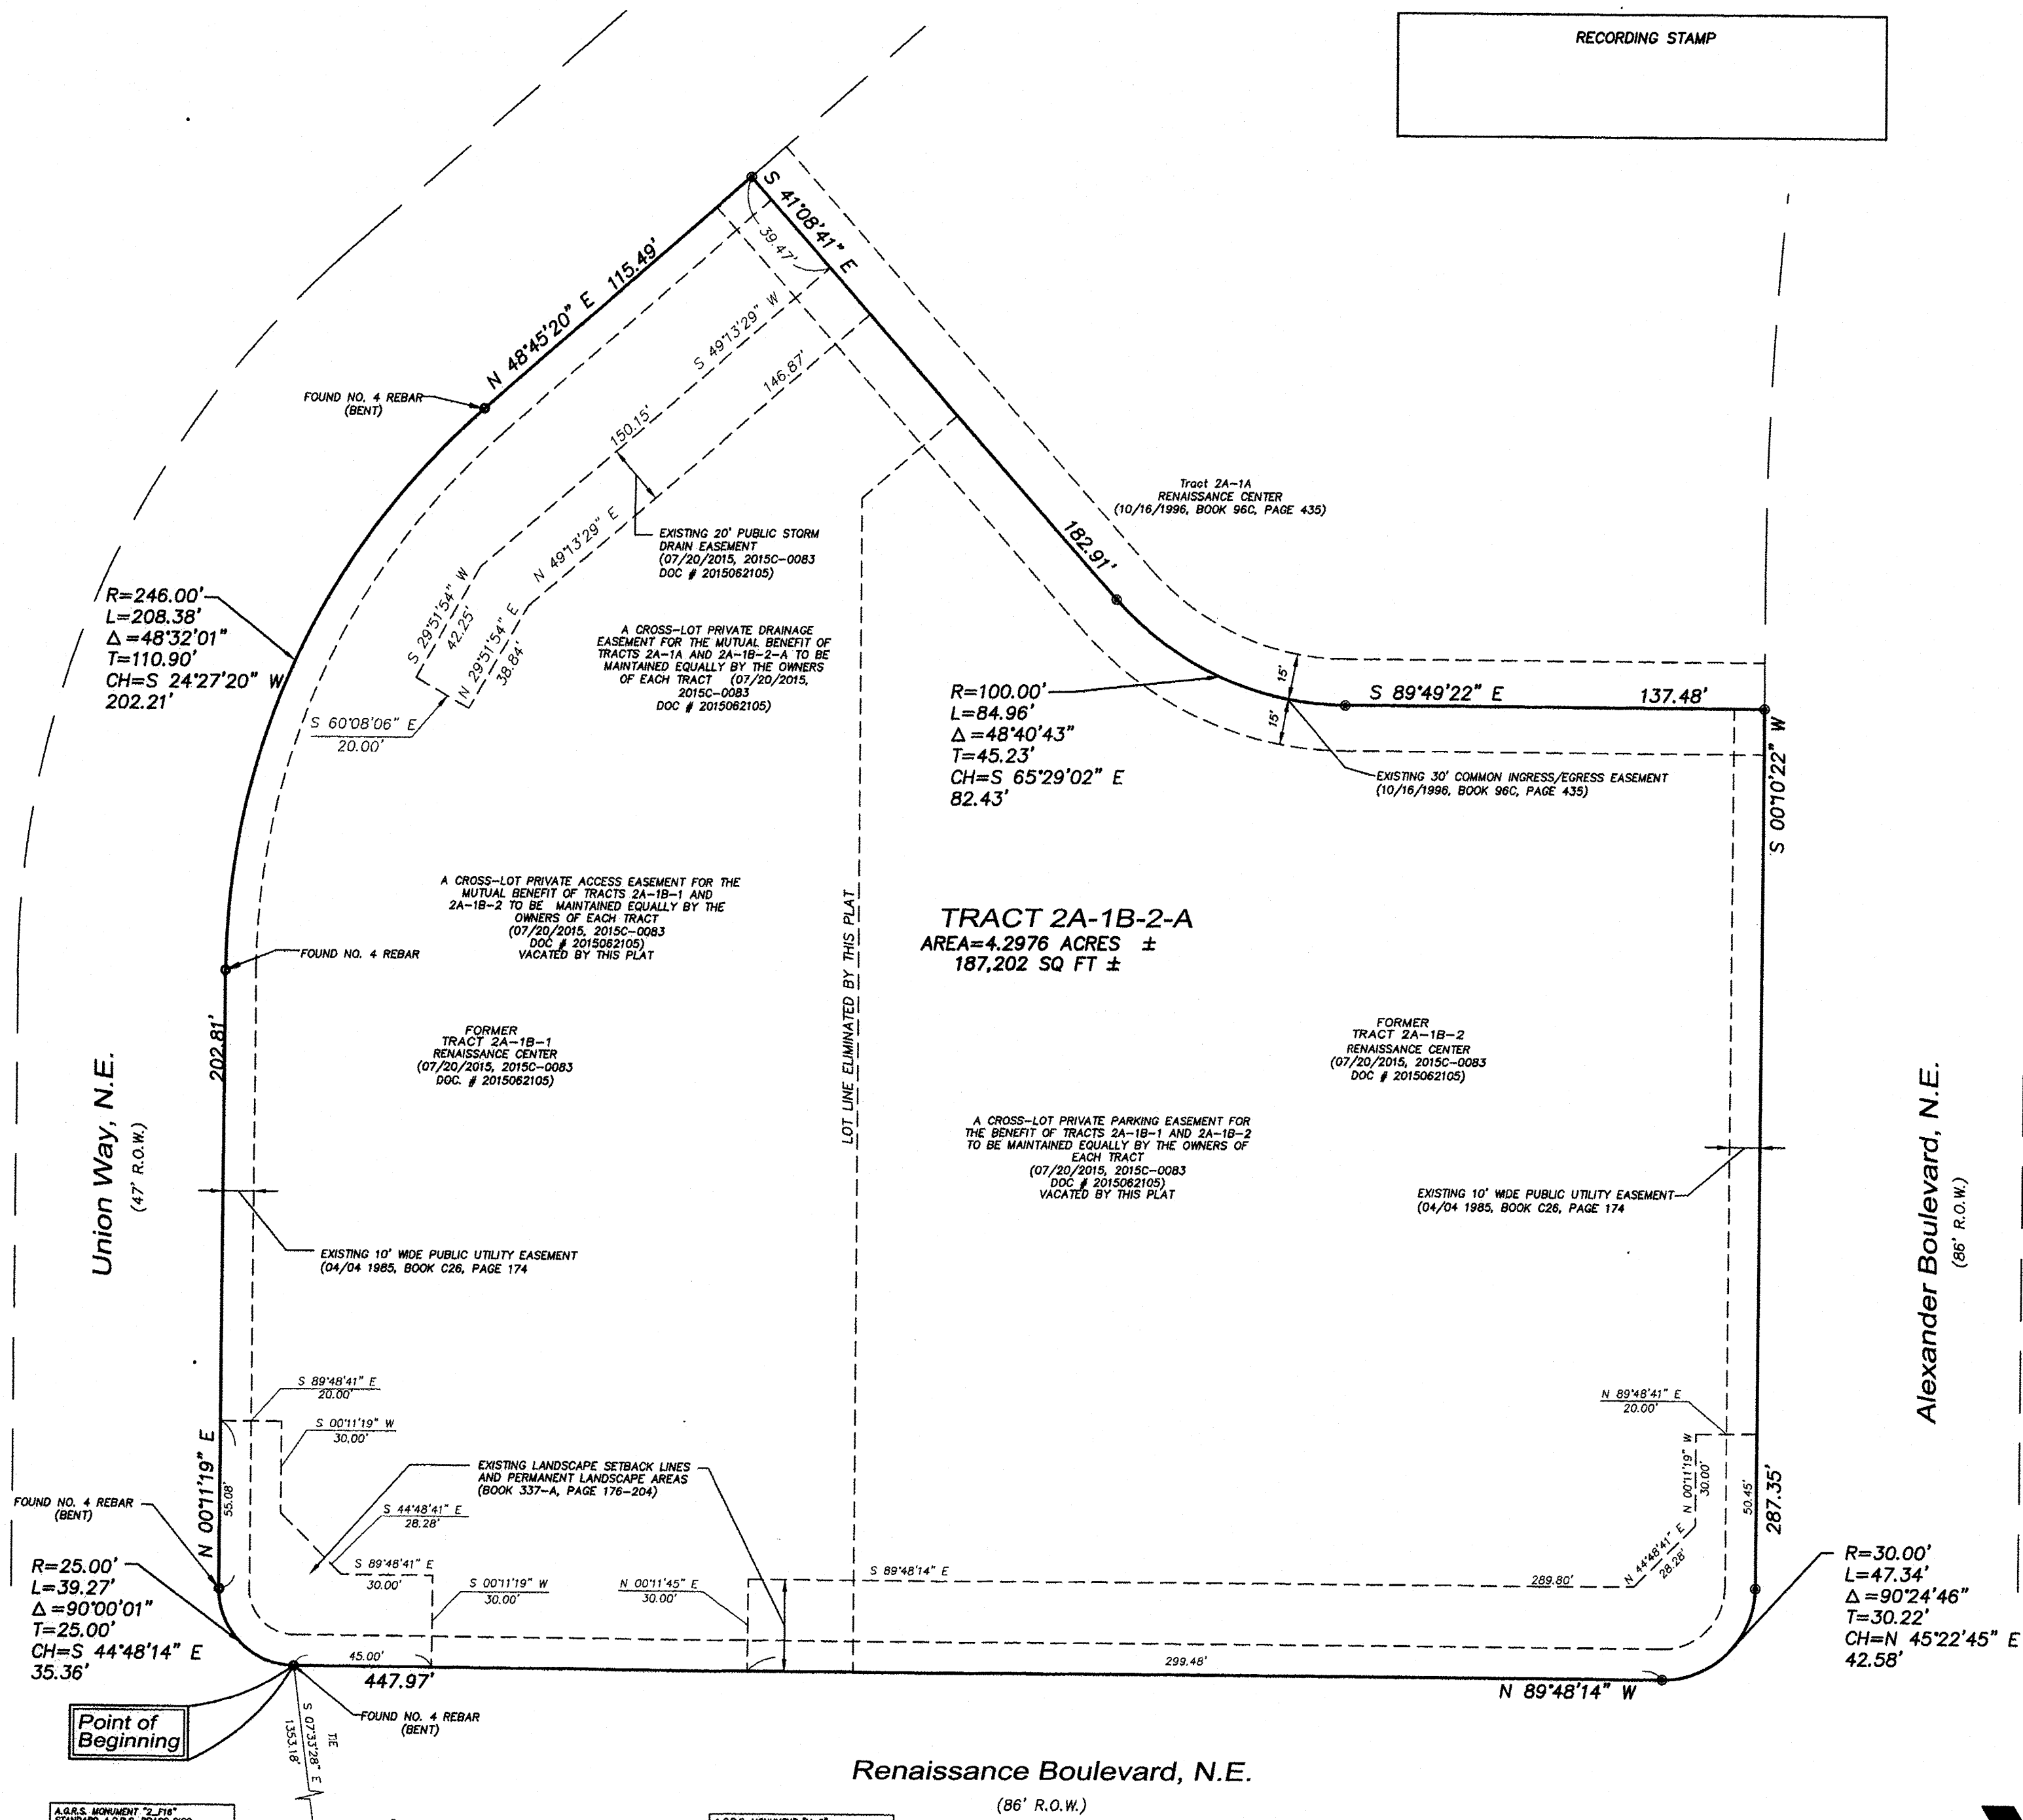 RECORDING STAMP
S 41°08'41" E
39.47'
N 48°45'20" E 115.49'
S 49°13'29" W
146.87'
FOUND NO. 4 REBAR
(BENT)
150.15'
Tract 2A-1A
RENAISSANCE CENTER
(10/16/1996, BOOK 96C, PAGE 435)
182.91'
EXISTING 20' PUBLIC STORM
DRAIN EASEMENT
(07/20/2015, 2015C-0083
DOC # 2015062105)
N 49°13'29" E
S 29°51'54" W
42.25'
N 29°51'54" E
38.84'
R=246.00'
L=208.38'
Δ =48°32'01"
T=110.90'
CH=S 24°27'20" W
202.21'
A CROSS-LOT PRIVATE DRAINAGE
EASEMENT FOR THE MUTUAL BENEFIT OF
TRACTS 2A-1A AND 2A-1B-2-A TO BE
MAINTAINED EQUALLY BY THE OWNERS
OF EACH TRACT (07/20/2015,
2015C-0083
DOC # 2015062105)
S 60°08'06" E
20.00'
15'
15'
R=100.00'
L=84.96'
Δ =48°40'43"
T=45.23'
CH=S 65°29'02" E
82.43'
S 89°49'22" E 137.48'
S 00°10'22" W
EXISTING 30' COMMON INGRESS/EGRESS EASEMENT
(10/16/1996, BOOK 96C, PAGE 435)
A CROSS-LOT PRIVATE ACCESS EASEMENT FOR THE
MUTUAL BENEFIT OF TRACTS 2A-1B-1 AND
2A-1B-2 TO BE MAINTAINED EQUALLY BY THE
OWNERS OF EACH TRACT
(07/20/2015, 2015C-0083
DOC # 2015062105)
VACATED BY THIS PLAT
LOT LINE ELIMINATED BY THIS PLAT
TRACT 2A-1B-2-A
AREA=4.2976 ACRES ±
187,202 SQ FT ±
FOUND NO. 4 REBAR
202.81'
FORMER
TRACT 2A-1B-1
RENAISSANCE CENTER
(07/20/2015, 2015C-0083
DOC. # 2015062105)
FORMER
TRACT 2A-1B-2
RENAISSANCE CENTER
(07/20/2015, 2015C-0083
DOC # 2015062105)
Union Way, N.E.
(47' R.O.W.)
A CROSS-LOT PRIVATE PARKING EASEMENT FOR
THE BENEFIT OF TRACTS 2A-1B-1 AND 2A-1B-2
TO BE MAINTAINED EQUALLY BY THE OWNERS OF
EACH TRACT
(07/20/2015, 2015C-0083
DOC # 2015062105)
VACATED BY THIS PLAT
Alexander Boulevard, N.E.
(86' R.O.W.)
EXISTING 10' WIDE PUBLIC UTILITY EASEMENT
(04/04 1985, BOOK C26, PAGE 174
EXISTING 10' WIDE PUBLIC UTILITY EASEMENT
(04/04 1985, BOOK C26, PAGE 174
S 89°48'41" E
20.00'
S 00°11'19" W
30.00'
N 89°48'41" E
20.00'
N 00°11'19" E
55.08'
EXISTING LANDSCAPE SETBACK LINES
AND PERMANENT LANDSCAPE AREAS
(BOOK 337-A, PAGE 176-204)
N 00°11'19" W
30.00'
50.45'
287.35'
FOUND NO. 4 REBAR
(BENT)
S 44°48'41" E
28.28'
N 44°48'41" E
28.28'
R=25.00'
L=39.27'
Δ =90°00'01"
T=25.00'
CH=S 44°48'14" E
35.36'
S 89°48'41" E
30.00'
S 00°11'19" W
30.00'
N 00°11'45" E
30.00'
S 89°48'14" E
289.80'
R=30.00'
L=47.34'
Δ =90°24'46"
T=30.22'
CH=N 45°22'45" E
42.58'
45.00'
447.97'
299.48'
N 89°48'14" W
Point of
Beginning
FOUND NO. 4 REBAR
(BENT)
TIE
S 07°33'28" E
1353.18'
Renaissance Boulevard, N.E.
(86' R.O.W.)
A.G.R.S. MONUMENT "2_F16"